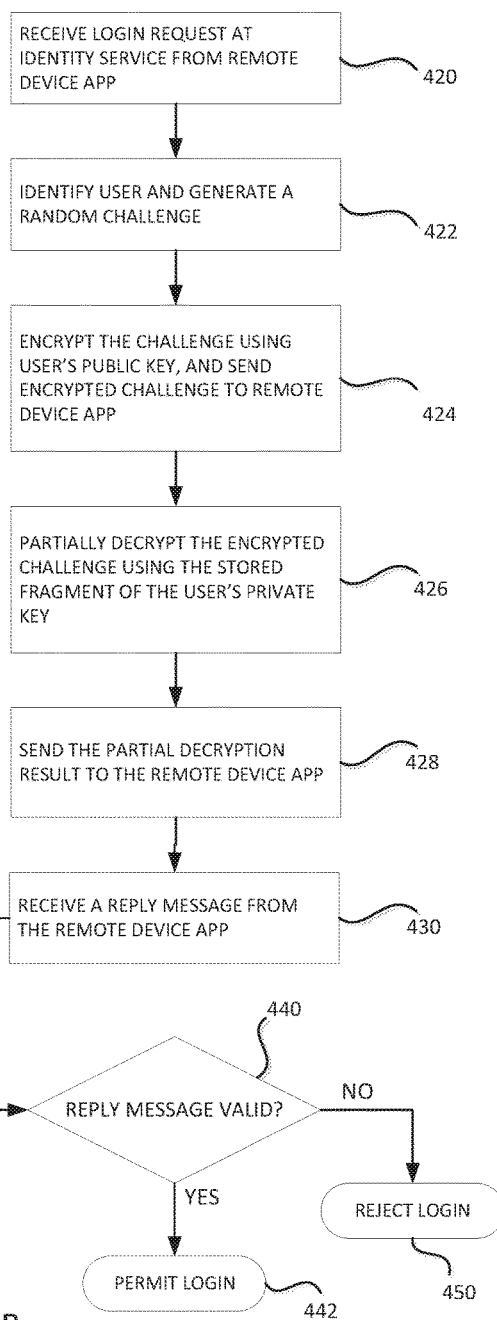 RECEIVE LOGIN REQUEST AT
IDENTITY SERVICE FROM REMOTE
DEVICE APP
420
IDENTIFY USER AND GENERATE A
RANDOM CHALLENGE
422
ENCRYPT THE CHALLENGE USING
USER'S PUBLIC KEY, AND SEND
ENCRYPTED CHALLENGE TO REMOTE
DEVICE APP
424
PARTIALLY DECRYPT THE ENCRYPTED
CHALLENGE USING THE STORED
FRAGMENT OF THE USER'S PRIVATE
KEY
426
SEND THE PARTIAL DECRYPTION
RESULT TO THE REMOTE DEVICE APP
428
RECEIVE A REPLY MESSAGE FROM
THE REMOTE DEVICE APP
430
440
REPLY MESSAGE VALID?
NO
YES
REJECT LOGIN
450
PERMIT LOGIN
442